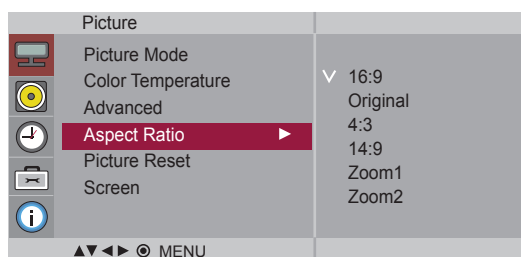 Picture
Picture Mode
Color Temperature
Advanced
Aspect Ratio ►
Picture Reset
Screen
✓ 16:9
Original
4:3
14:9
Zoom1
Zoom2
▲▼◄► ◉ MENU